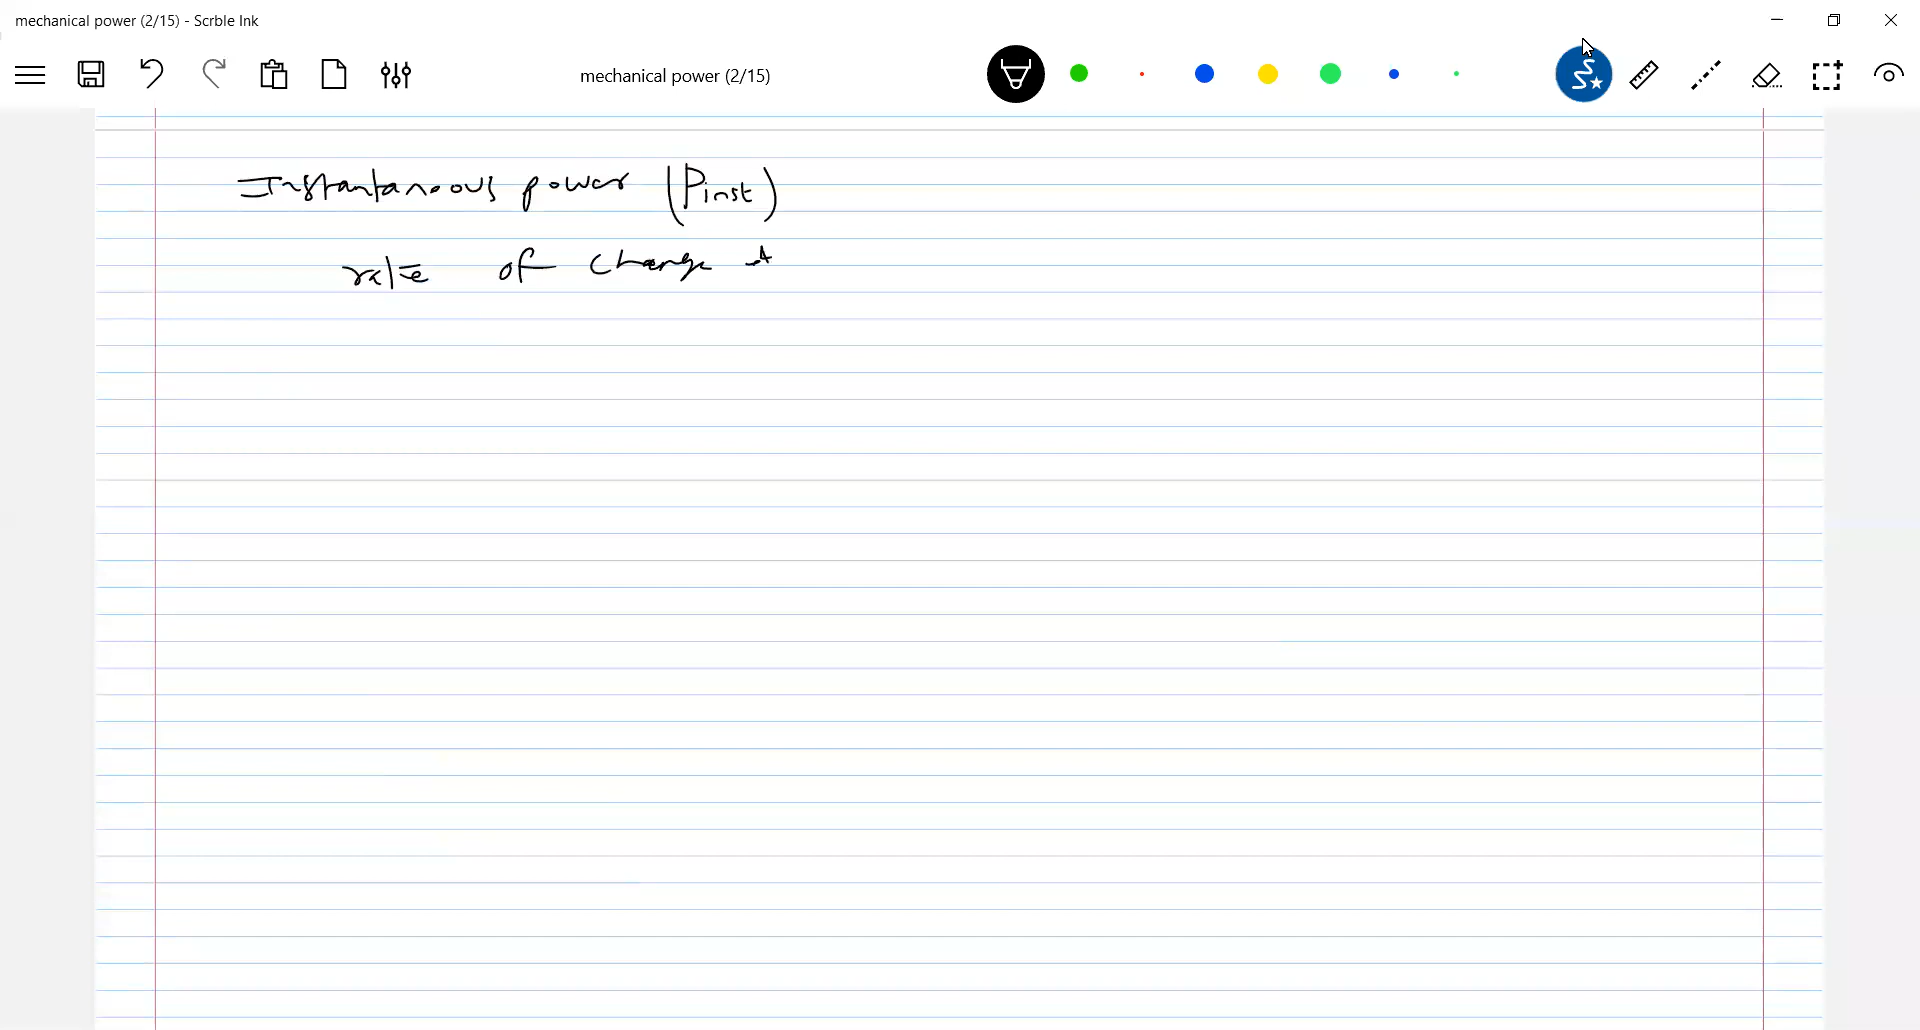 mechanical power (2/15) - Scrble Ink
mechanical power (2/15)
Instantaneous power (Pinst)
rate of change